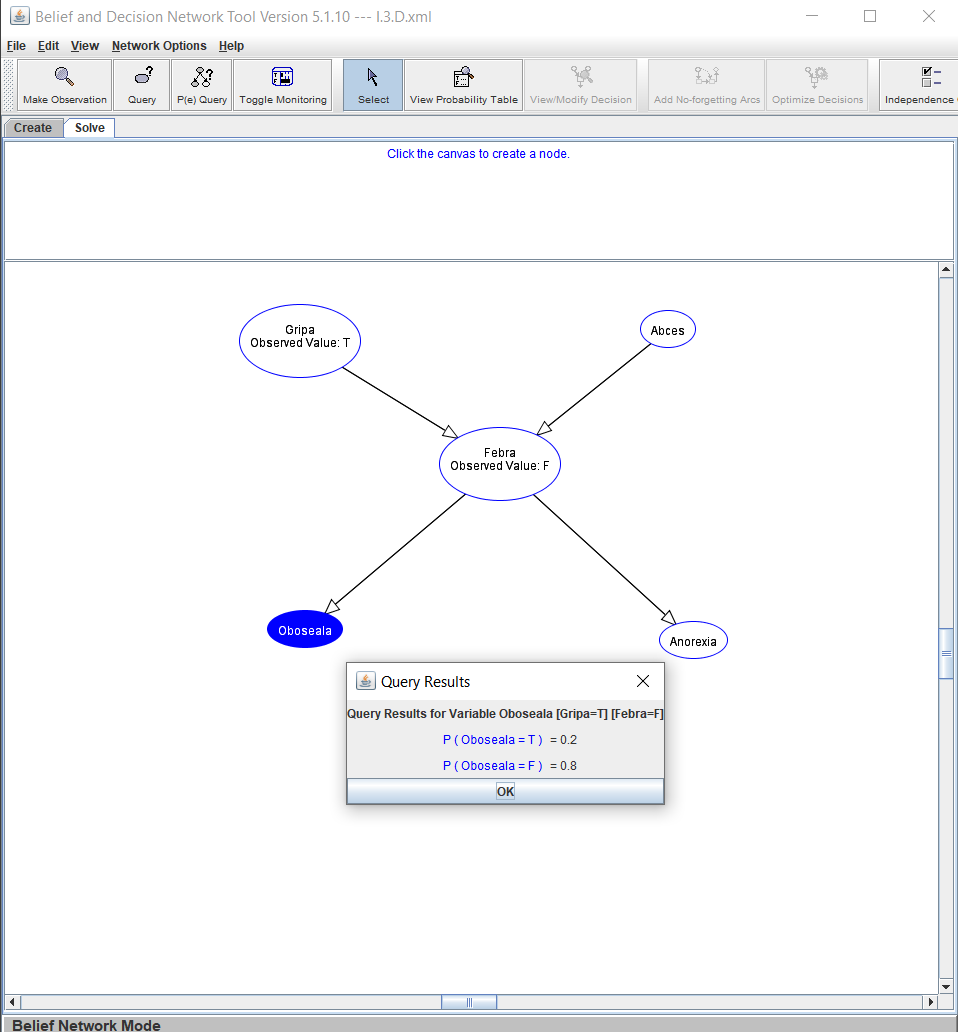 Belief and Decision Network Tool Version 5.1.10 --- I.3.D.xml
File Edit View Network Options Help
Make Observation Query P(e) Query Toggle Monitoring Select View Probability Table View/Modify Decision Add No-forgetting Arcs Optimize Decisions Independence
Create Solve
Click the canvas to create a node.
Gripa
Observed Value: T
Abces
Febra
Observed Value: F
Oboseala
Anorexia
Query Results
Query Results for Variable Oboseala [Gripa=T] [Febra=F]
P ( Oboseala = T ) = 0.2
P ( Oboseala = F ) = 0.8
OK
Belief Network Mode